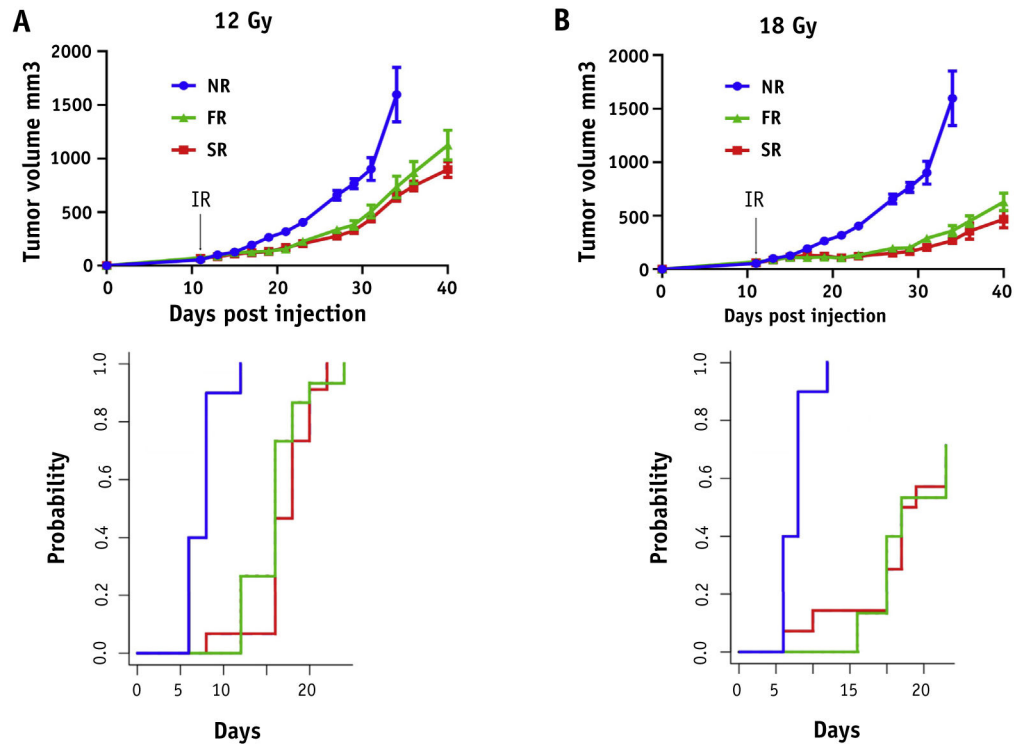 A
12 Gy
Tumor volume mm3
2000
1500
1000
500
0
NR
FR
SR
IR
0 10 20 30 40
Days post injection
Probability
1.0
0.8
0.6
0.4
0.2
0.0
0 5 10 20
Days
B
18 Gy
Tumor volume mm3
2000
1500
1000
500
0
NR
FR
SR
IR
0 10 20 30 40
Days post injection
Probability
1.0
0.8
0.6
0.4
0.2
0.0
0 5 15 20
Days